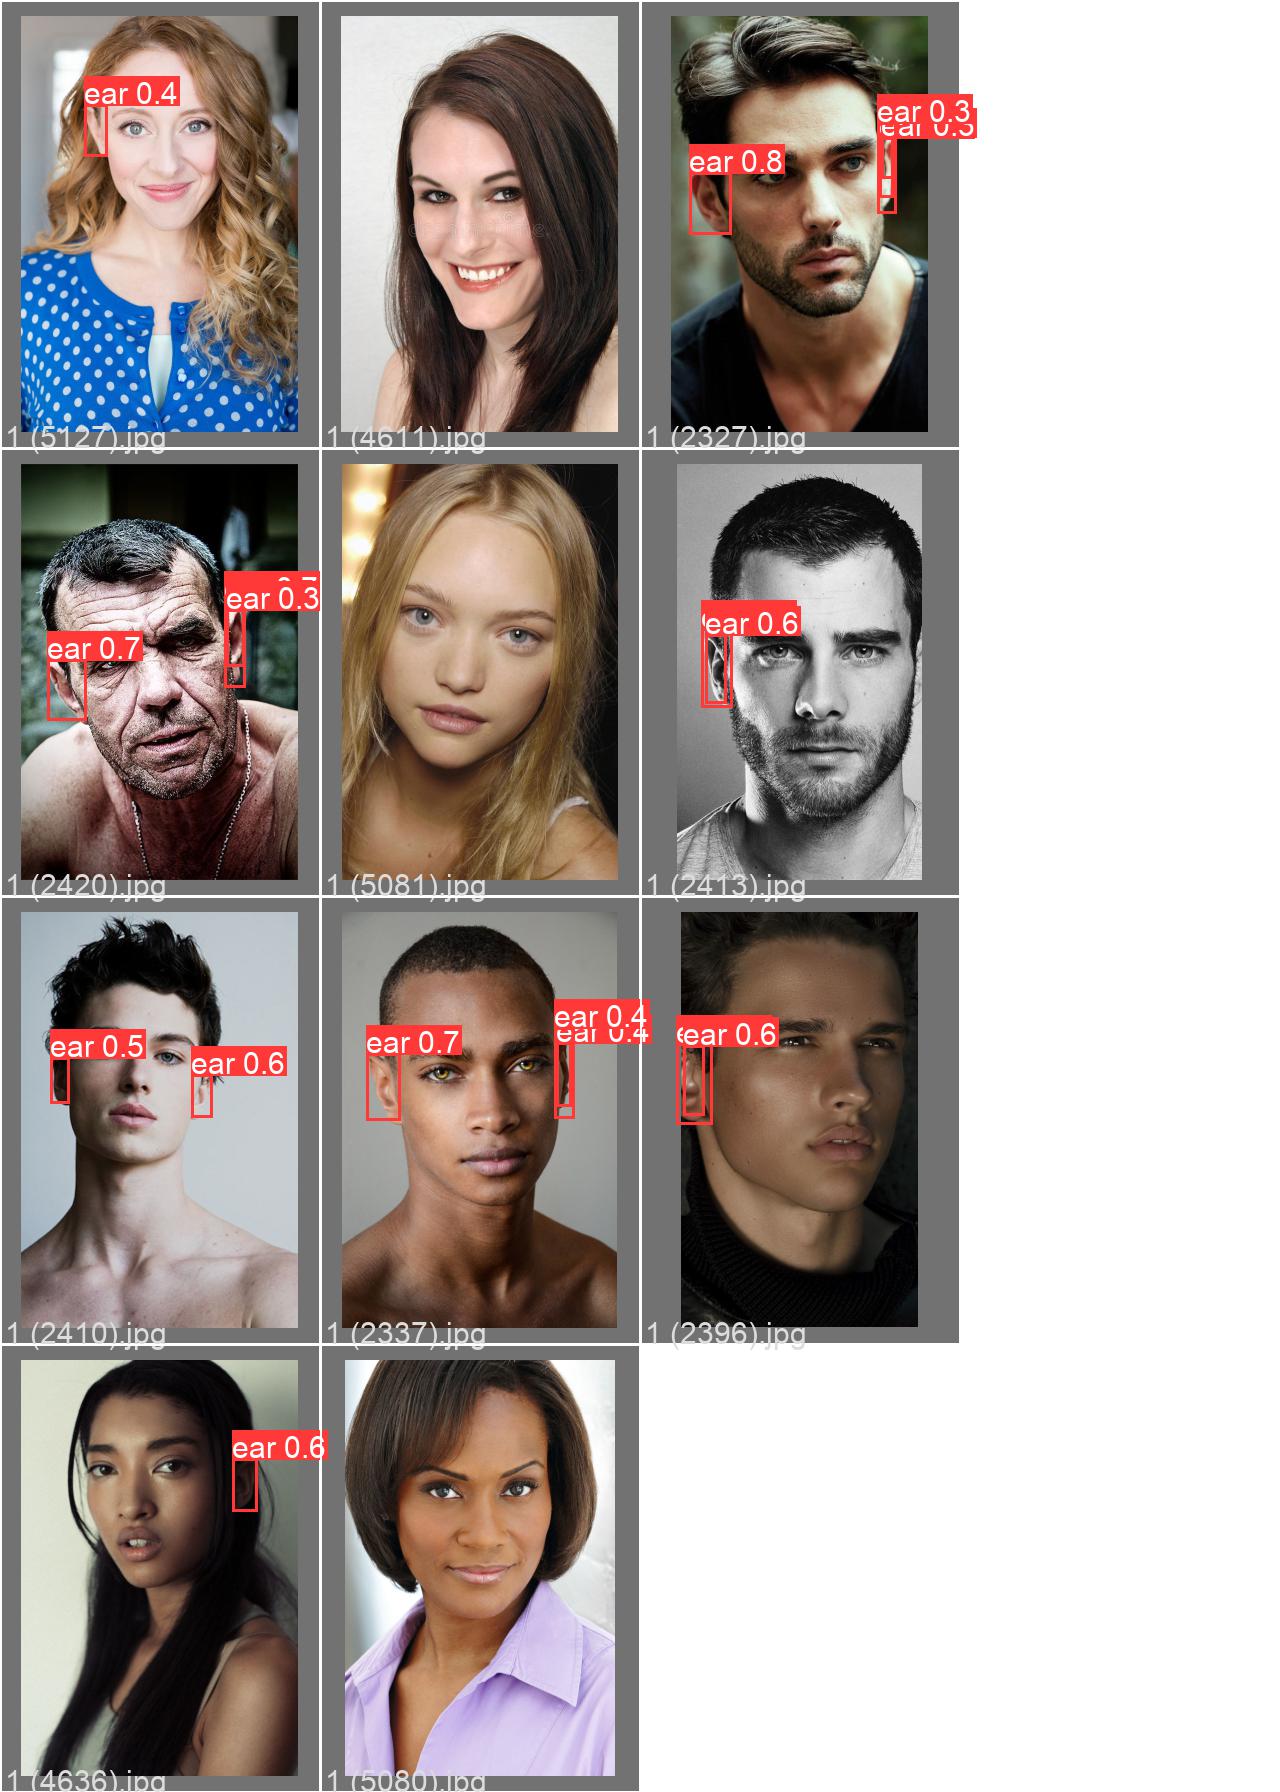 ear 0.4
ear 0.3
ear 0.3
ear 0.8
1 (5127).jpg
1 (4611).jpg
1 (2327).jpg
0.7
ear 0.3
ear 0.7
ear 0.6
1 (2420).jpg
1 (5081).jpg
1 (2413).jpg
ear 0.5
ear 0.6
ear 0.7
ear 0.4
ear 0.4
ear 0.6
1 (2410).jpg
1 (2337).jpg
1 (2396).jpg
ear 0.6
1 (4636).jpg
1 (5080).jpg